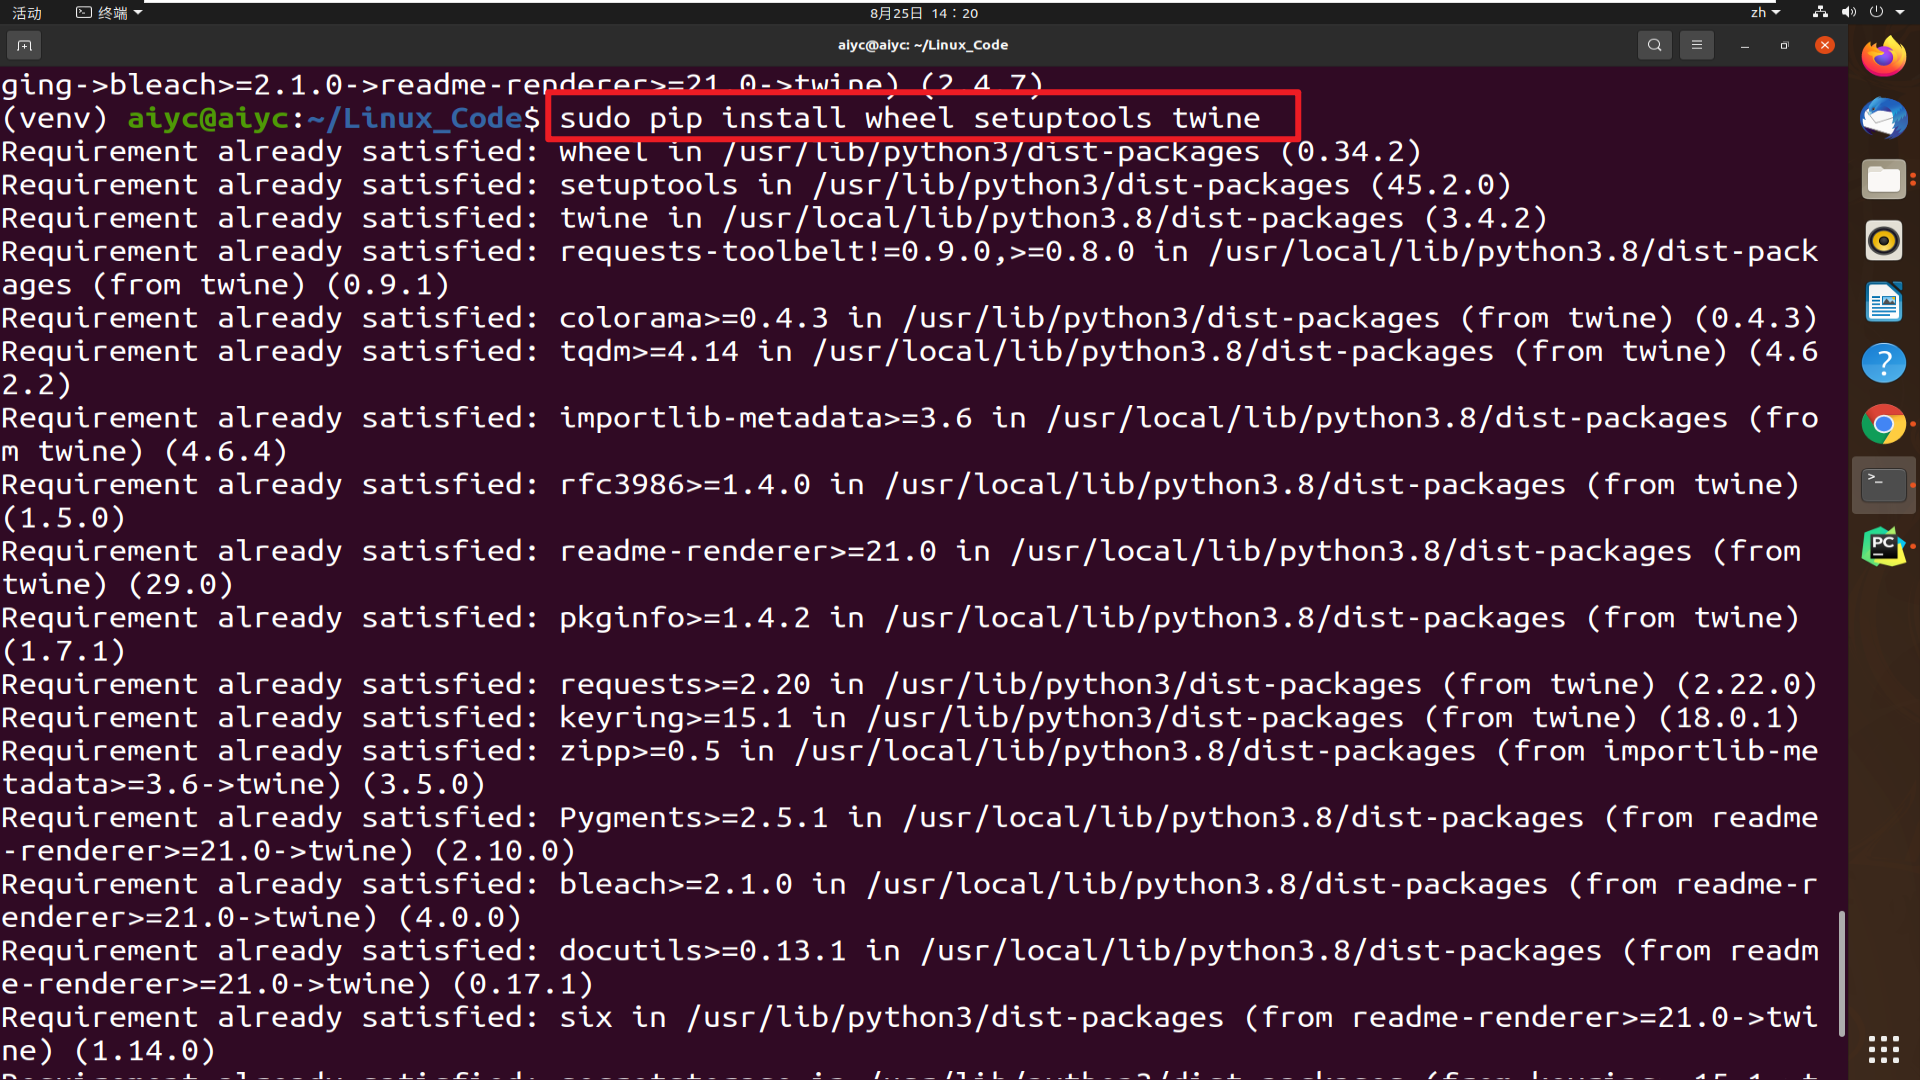 活动 终端 8月25日 14：20 zh
aiyc@aiyc: ~/Linux_Code
ging->bleach>=2.1.0->readme-renderer>=21.0->twine) (2.4.7)
(venv) aiyc@aiyc:~/Linux_Code$ sudo pip install wheel setuptools twine
Requirement already satisfied: wheel in /usr/lib/python3/dist-packages (0.34.2)
Requirement already satisfied: setuptools in /usr/lib/python3/dist-packages (45.2.0)
Requirement already satisfied: twine in /usr/local/lib/python3.8/dist-packages (3.4.2)
Requirement already satisfied: requests-toolbelt!=0.9.0,>=0.8.0 in /usr/local/lib/python3.8/dist-pack
ages (from twine) (0.9.1)
Requirement already satisfied: colorama>=0.4.3 in /usr/lib/python3/dist-packages (from twine) (0.4.3)
Requirement already satisfied: tqdm>=4.14 in /usr/local/lib/python3.8/dist-packages (from twine) (4.6
2.2)
Requirement already satisfied: importlib-metadata>=3.6 in /usr/local/lib/python3.8/dist-packages (fro
m twine) (4.6.4)
Requirement already satisfied: rfc3986>=1.4.0 in /usr/local/lib/python3.8/dist-packages (from twine)
(1.5.0)
Requirement already satisfied: readme-renderer>=21.0 in /usr/local/lib/python3.8/dist-packages (from
twine) (29.0)
Requirement already satisfied: pkginfo>=1.4.2 in /usr/local/lib/python3.8/dist-packages (from twine)
(1.7.1)
Requirement already satisfied: requests>=2.20 in /usr/lib/python3/dist-packages (from twine) (2.22.0)
Requirement already satisfied: keyring>=15.1 in /usr/lib/python3/dist-packages (from twine) (18.0.1)
Requirement already satisfied: zipp>=0.5 in /usr/local/lib/python3.8/dist-packages (from importlib-me
tadata>=3.6->twine) (3.5.0)
Requirement already satisfied: Pygments>=2.5.1 in /usr/local/lib/python3.8/dist-packages (from readme
-renderer>=21.0->twine) (2.10.0)
Requirement already satisfied: bleach>=2.1.0 in /usr/local/lib/python3.8/dist-packages (from readme-r
enderer>=21.0->twine) (4.0.0)
Requirement already satisfied: docutils>=0.13.1 in /usr/local/lib/python3.8/dist-packages (from readm
e-renderer>=21.0->twine) (0.17.1)
Requirement already satisfied: six in /usr/lib/python3/dist-packages (from readme-renderer>=21.0->twi
ne) (1.14.0)